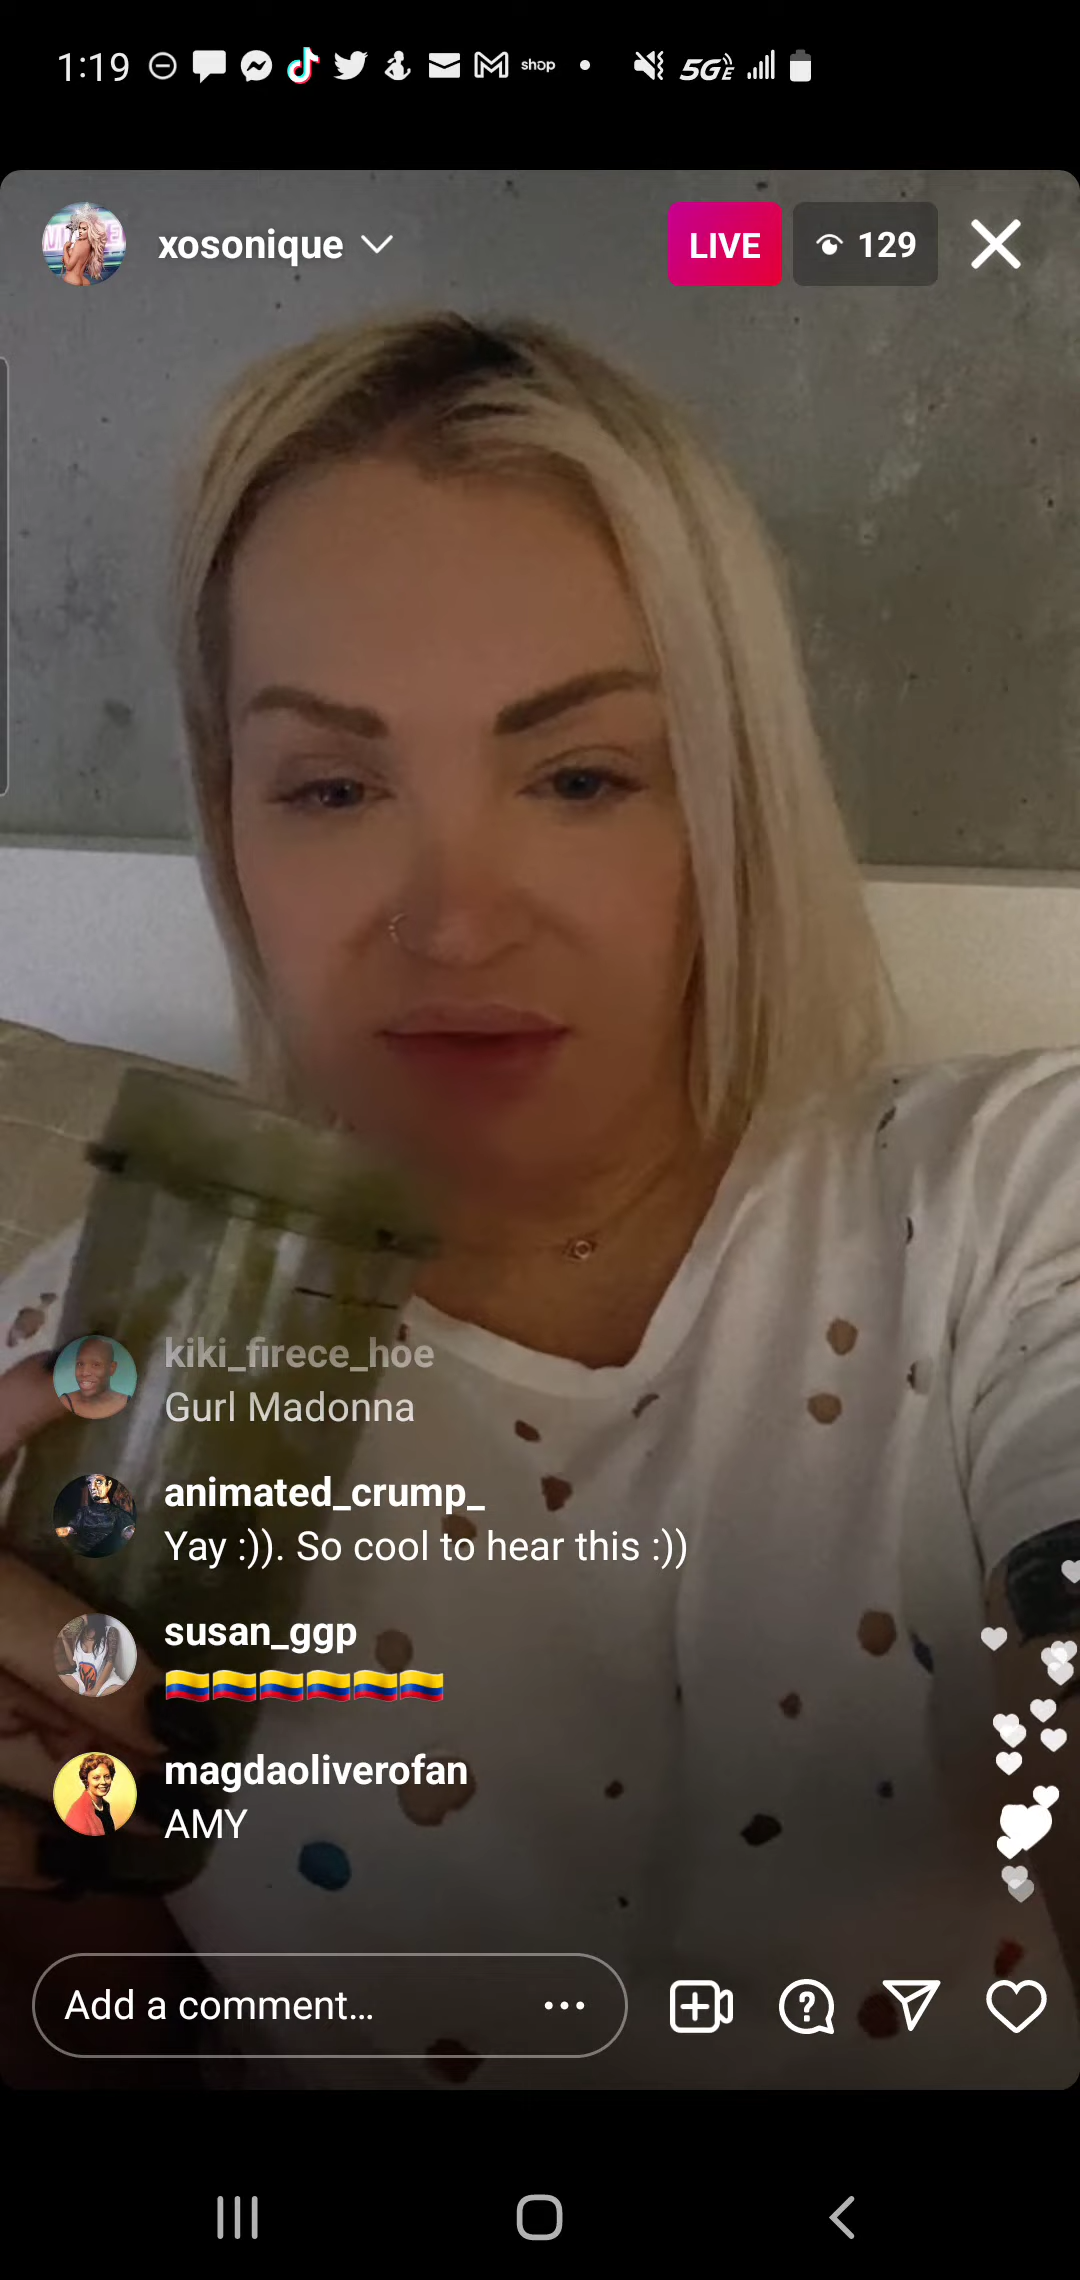 1:19
shop
5GE
xosonique
LIVE
129
kiki_firece_hoe
Gurl Madonna
animated_crump_
Yay :)). So cool to hear this :))
susan_ggp
🇨🇴🇨🇴🇨🇴🇨🇴🇨🇴🇨🇴
magdaoliverofan
AMY
Add a comment...